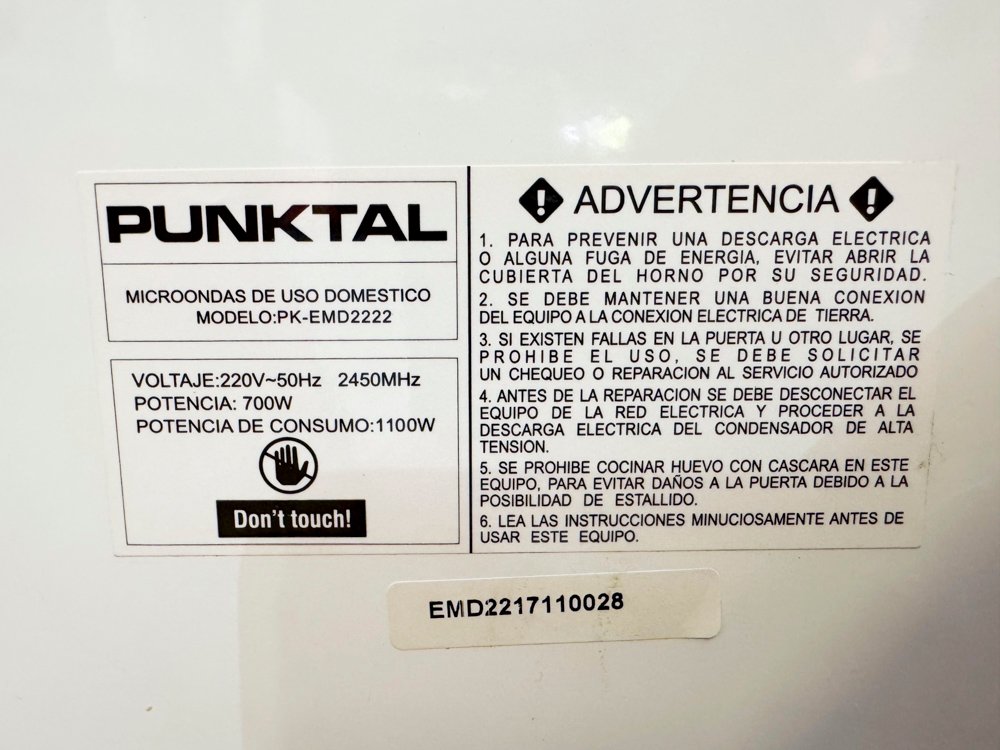 PUNKTAL
MICROONDAS DE USO DOMESTICO
MODELO:PK-EMD2222
VOLTAJE:220V~50Hz 2450MHz
POTENCIA: 700W
POTENCIA DE CONSUMO:1100W
Don't touch!
ADVERTENCIA
1. PARA PREVENIR UNA DESCARGA ELECTRICA
O ALGUNA FUGA DE ENERGIA, EVITAR ABRIR LA
CUBIERTA DEL HORNO POR SU SEGURIDAD.
2. SE DEBE MANTENER UNA BUENA CONEXION
DEL EQUIPO A LA CONEXION ELECTRICA DE TIERRA.
3. SI EXISTEN FALLAS EN LA PUERTA U OTRO LUGAR, SE
PROHIBE EL USO, SE DEBE SOLICITAR
UN CHEQUEO O REPARACION AL SERVICIO AUTORIZADO
4. ANTES DE LA REPARACION SE DEBE DESCONECTAR EL
EQUIPO DE LA RED ELECTRICA Y PROCEDER A LA
DESCARGA ELECTRICA DEL CONDENSADOR DE ALTA
TENSION.
5. SE PROHIBE COCINAR HUEVO CON CASCARA EN ESTE
EQUIPO, PARA EVITAR DAÑOS A LA PUERTA DEBIDO A LA
POSIBILIDAD DE ESTALLIDO.
6. LEA LAS INSTRUCCIONES MINUCIOSAMENTE ANTES DE
USAR ESTE EQUIPO.
EMD2217110028